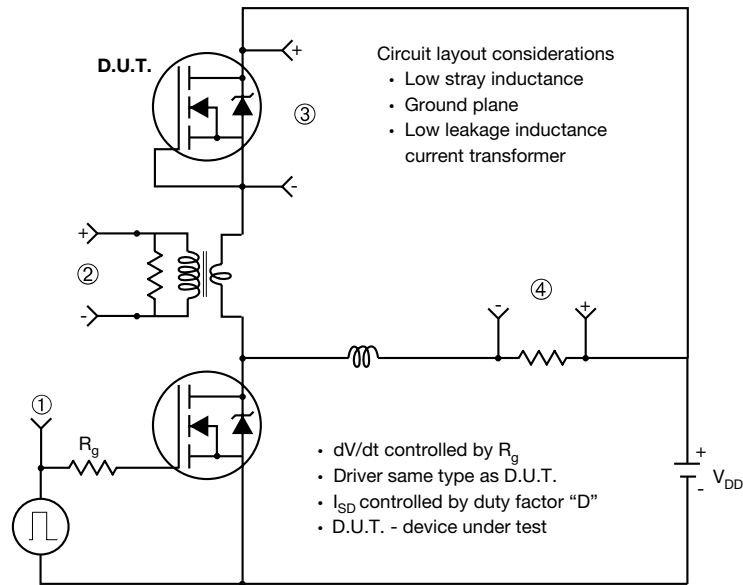 D.U.T.
+
-
③
Circuit layout considerations
• Low stray inductance
• Ground plane
• Low leakage inductance
current transformer
+
②
-
④
-
+
①
Rg
• dV/dt controlled by Rg
• Driver same type as D.U.T.
• ISD controlled by duty factor “D”
• D.U.T. - device under test
+
-
VDD